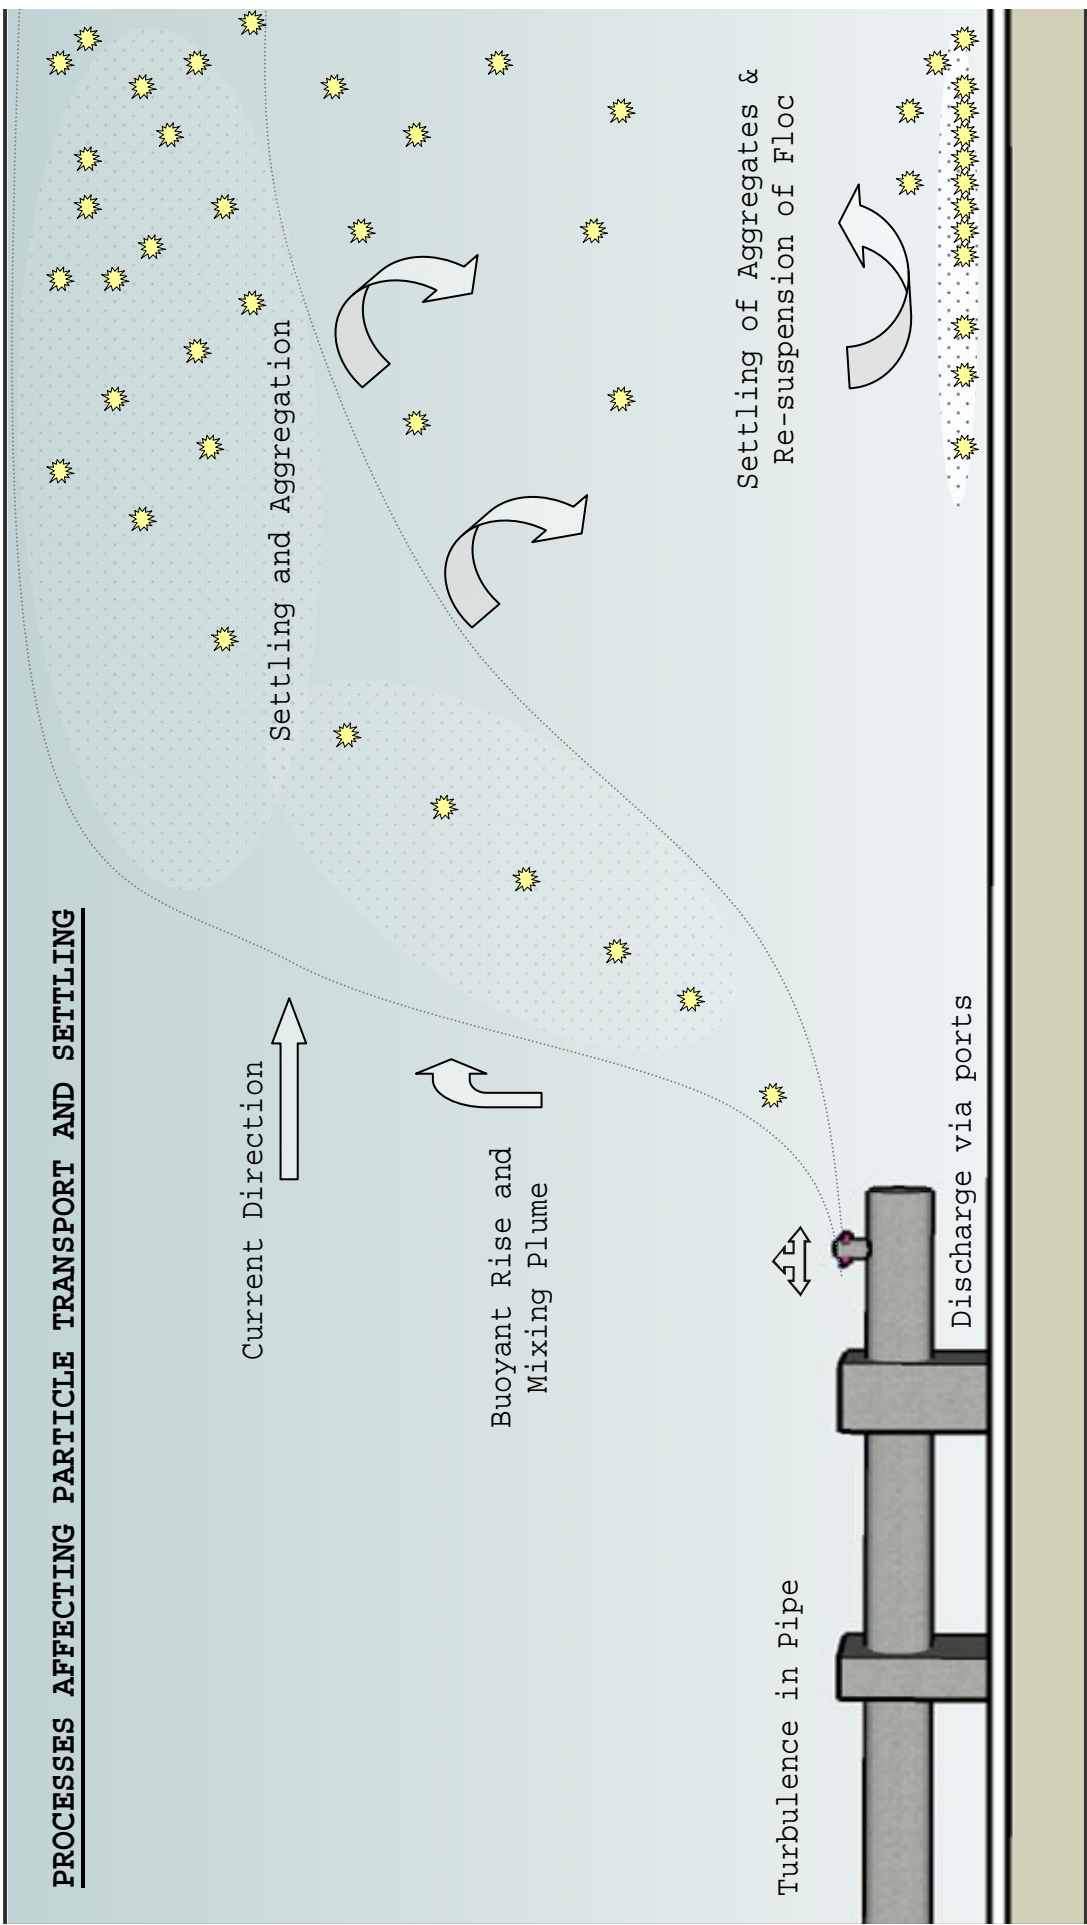 PROCESSES AFFECTING PARTICLE TRANSPORT AND SETTLING
Current Direction
Settling and Aggregation
Buoyant Rise and
Mixing Plume
Settling of Aggregates &
Re-suspension of Floc
Turbulence in Pipe
Discharge via ports